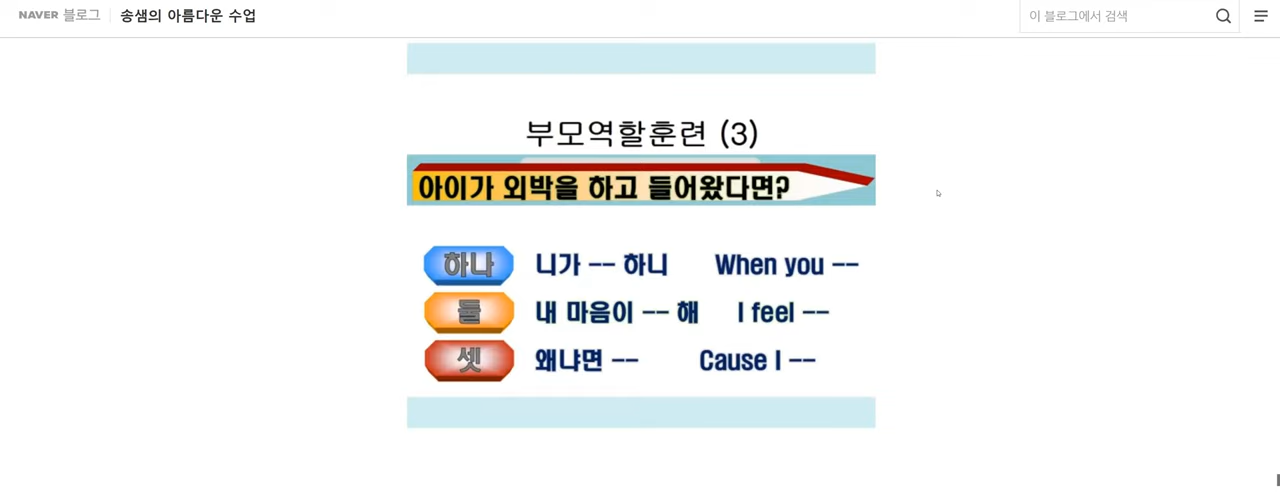 NAVER 블로그 송샘의 아름다운 수업 이 블로그에서 검색
부모역할훈련 (3)
아이가 외박을 하고 들어왔다면?
하나 니가 -- 하니 When you --
둘 내 마음이 -- 해 I feel --
셋 왜냐면 -- Cause I --